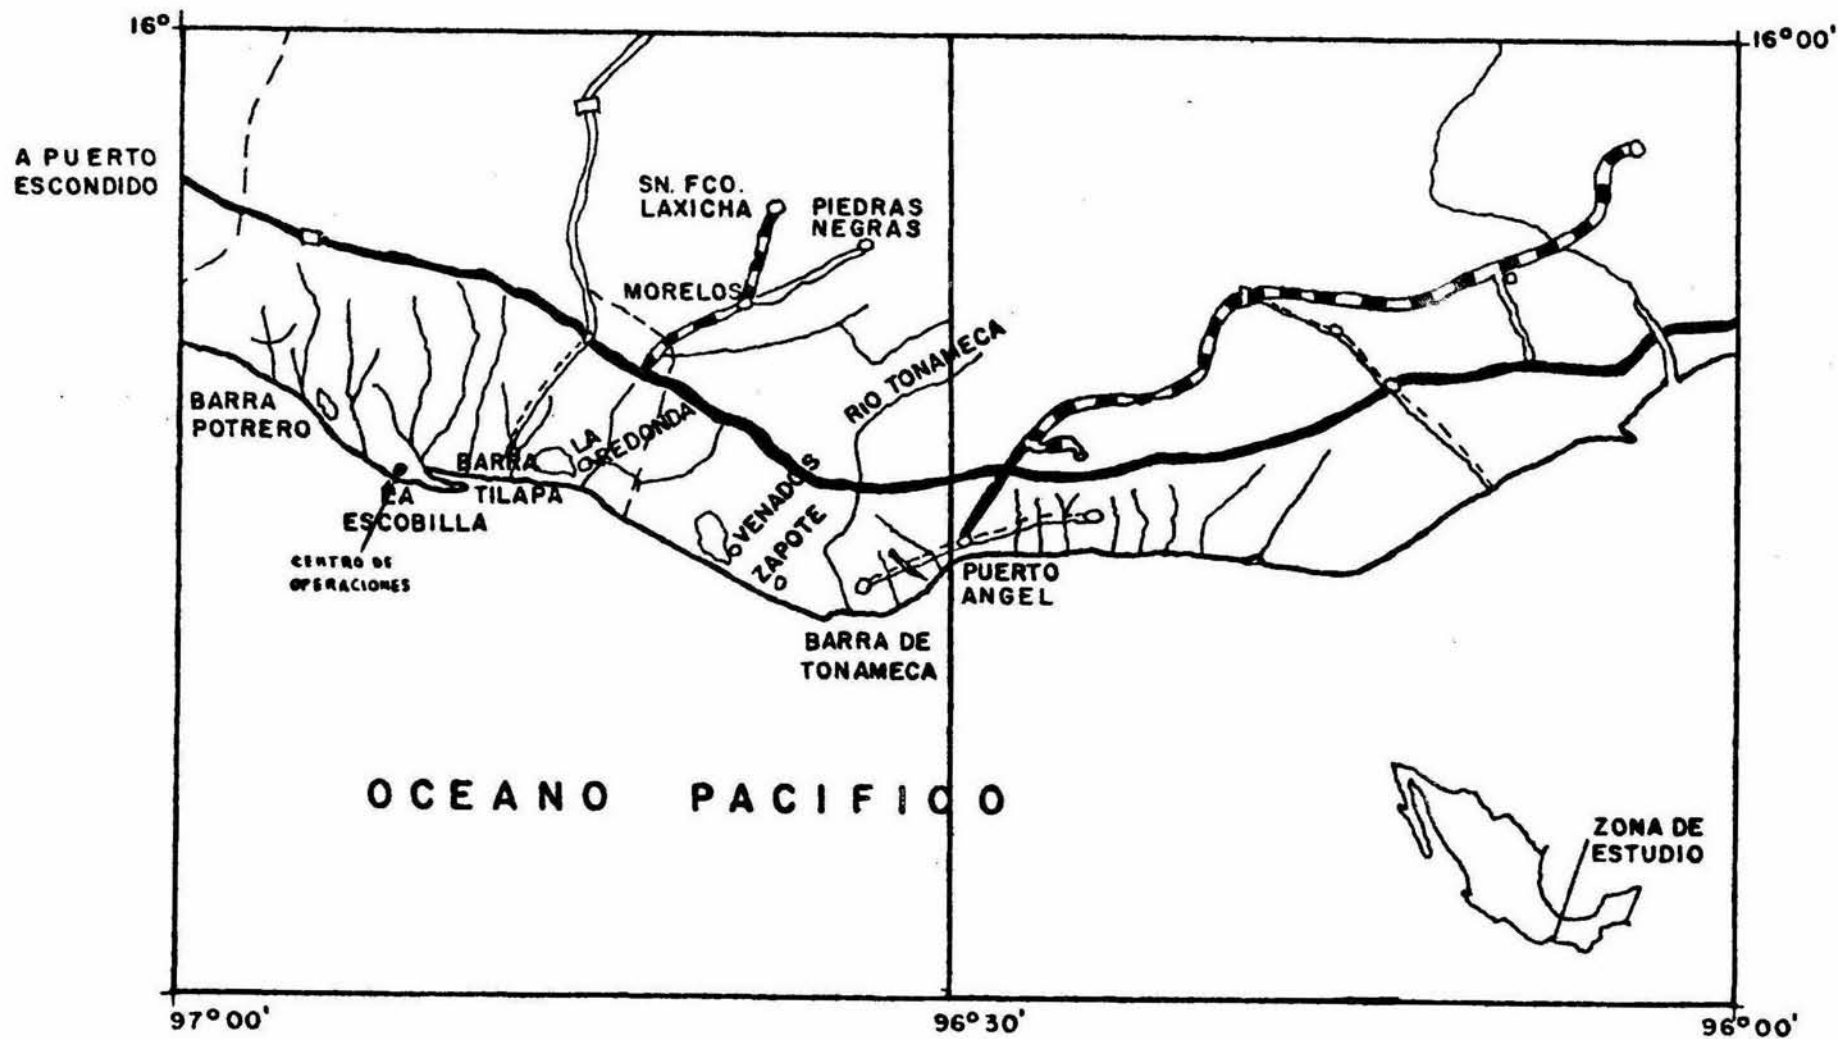 16°
16°00'
A PUERTO
ESCONDIDO
SN. FCO.
LAXICHA
PIEDRAS
NEGRAS
MORELOS
RIO TONAMECA
BARRA
POTRERO
LA
REDONDA
BARRA
TILAPA
LA
ESCOBILLA
VENADOS
ZAPOTE
CENTRO DE
OPERACIONES
PUERTO
ANGEL
BARRA DE
TONAMECA
OCEANO PACIFICO
ZONA DE
ESTUDIO
97°00'
96°30'
96°00'